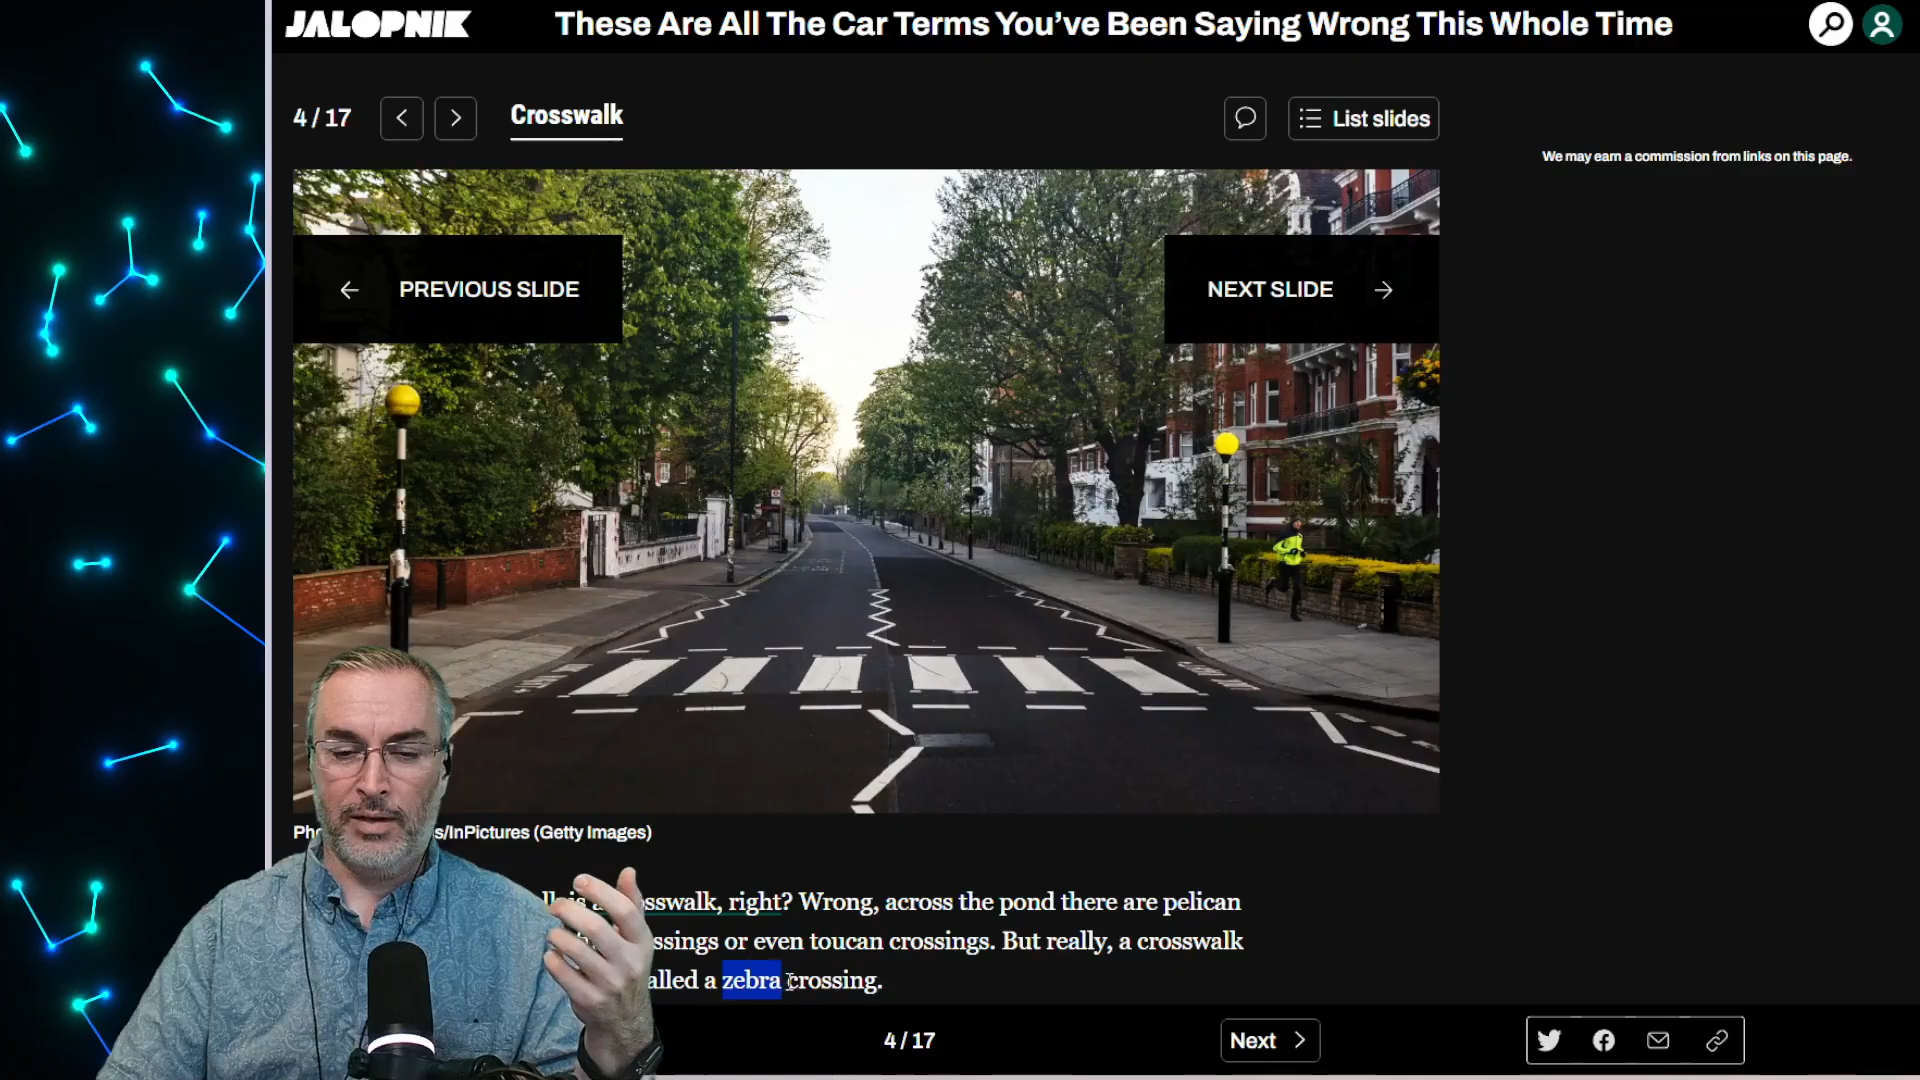 JALOPNIK
These Are All The Car Terms You've Been Saying Wrong This Whole Time
4 / 17
Crosswalk
List slides
We may earn a commission from links on this page.
PREVIOUS SLIDE
NEXT SLIDE
s/InPictures (Getty Images)
is a crosswalk, right? Wrong, across the pond there are pelican
ssings or even toucan crossings. But really, a crosswalk
alled a zebra crossing.
4 / 17
Next